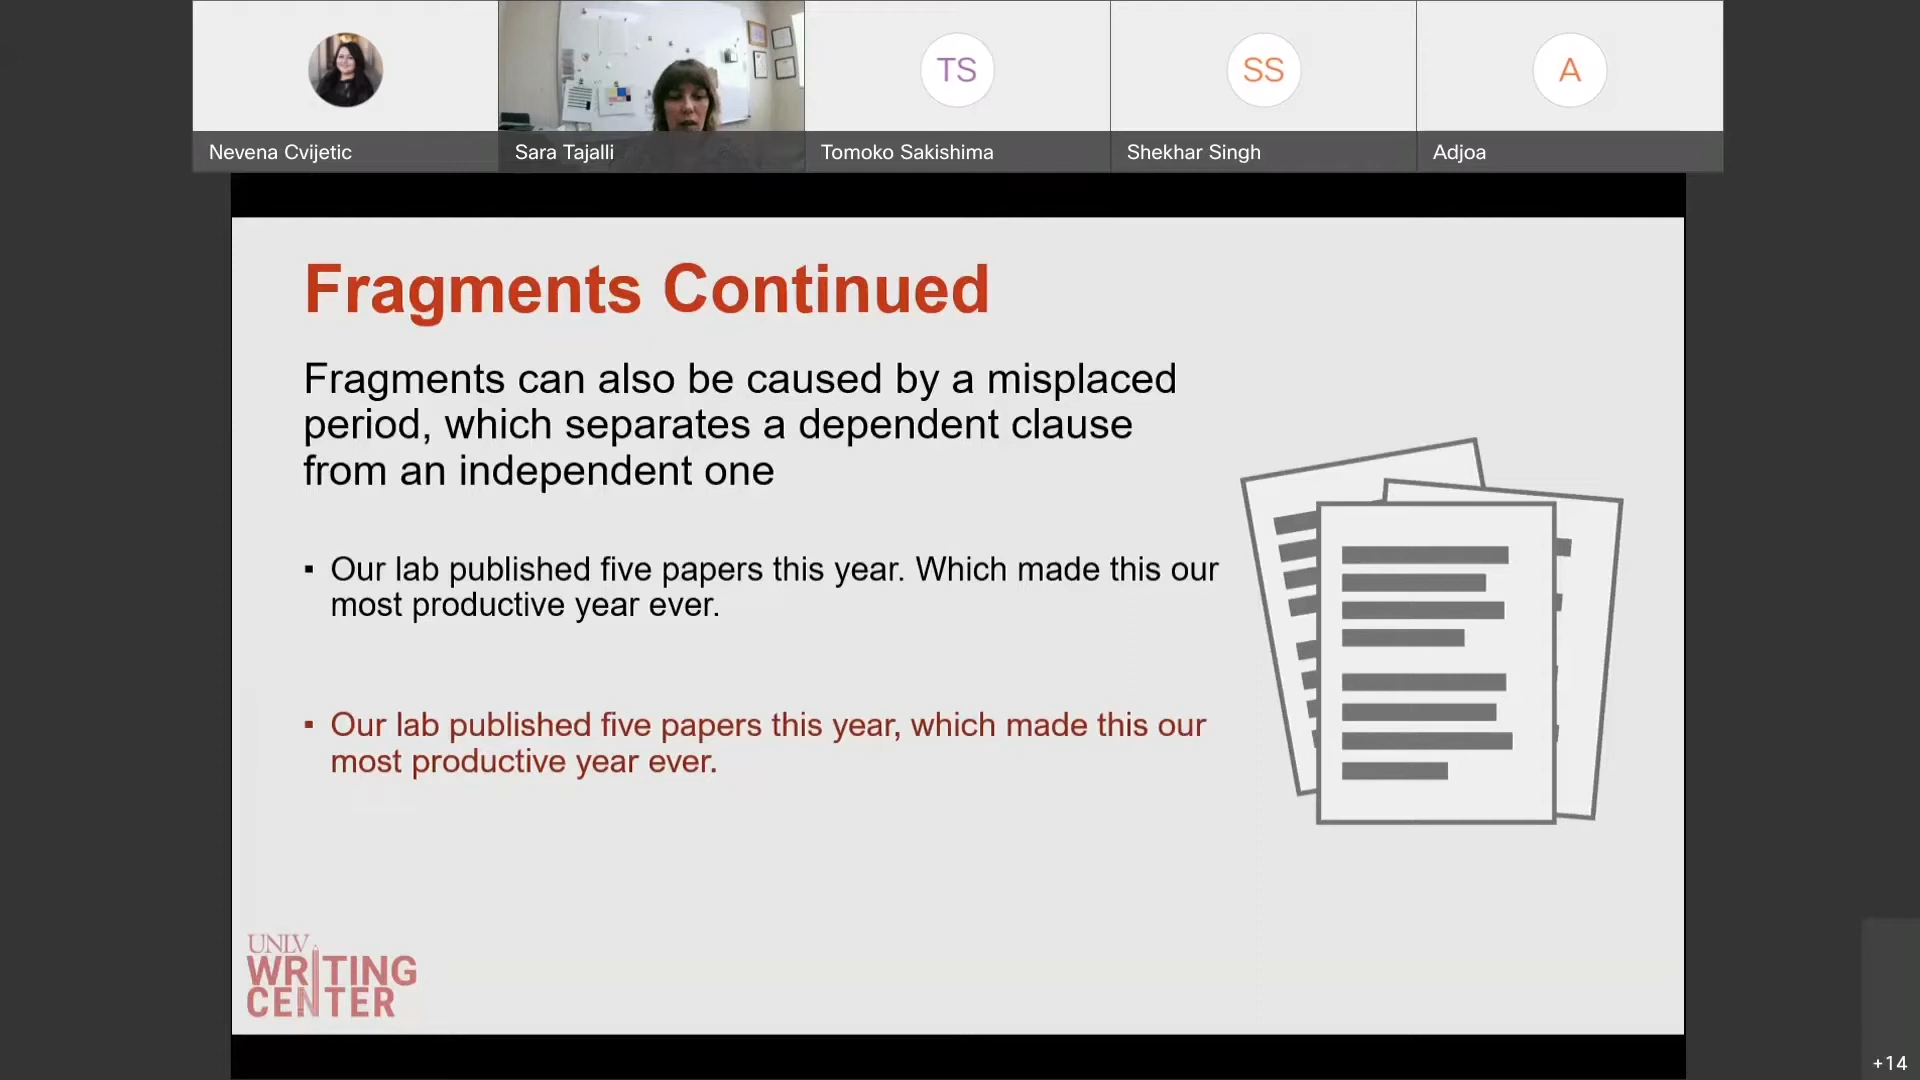 TS
SS
A
Nevena Cvijetic
Sara Tajalli
Tomoko Sakishima
Shekhar Singh
Adjoa
Fragments Continued
Fragments can also be caused by a misplaced
period, which separates a dependent clause
from an independent one
▪ Our lab published five papers this year. Which made this our
most productive year ever.
▪ Our lab published five papers this year, which made this our
most productive year ever.
UNLV
WRITING
CENTER
+14